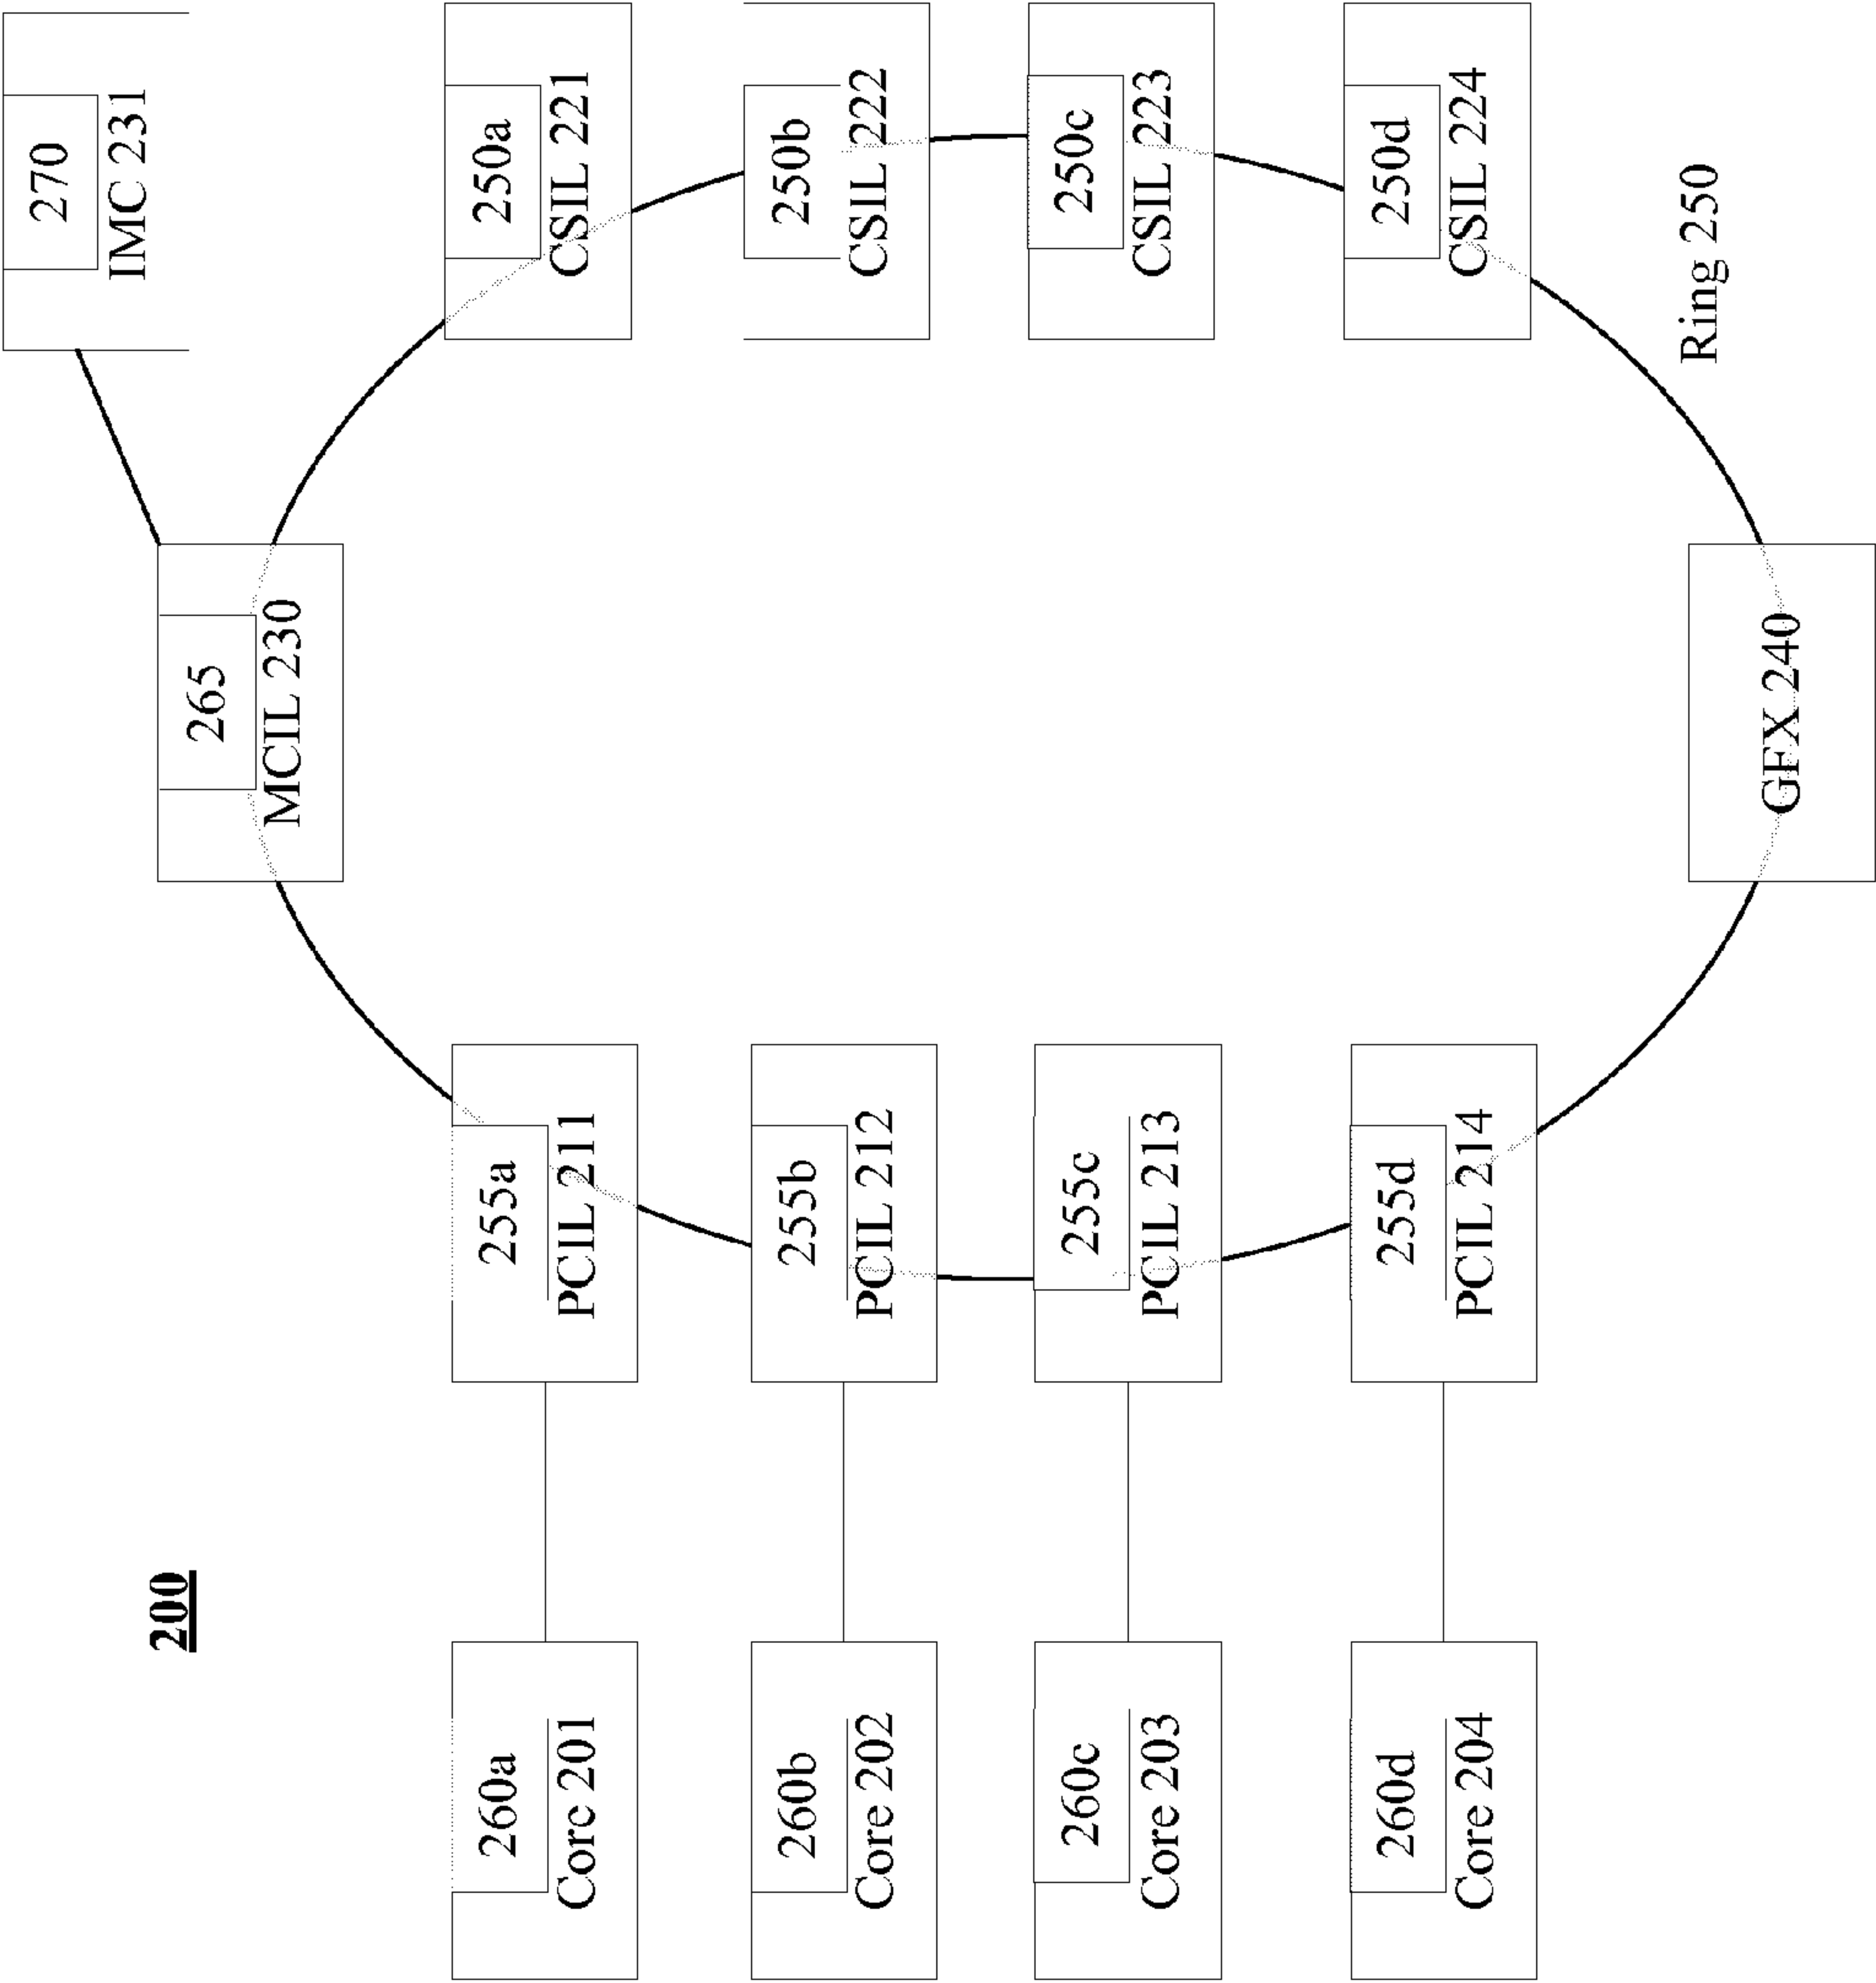 200
270
IMC 231
265
MCIL 230
260a
Core 201
255a
PCIL 211
250a
CSIL 221
260b
Core 202
255b
PCIL 212
250b
CSIL 222
260c
Core 203
255c
PCIL 213
250c
CSIL 223
260d
Core 204
255d
PCIL 214
250d
CSIL 224
GFX 240
Ring 250